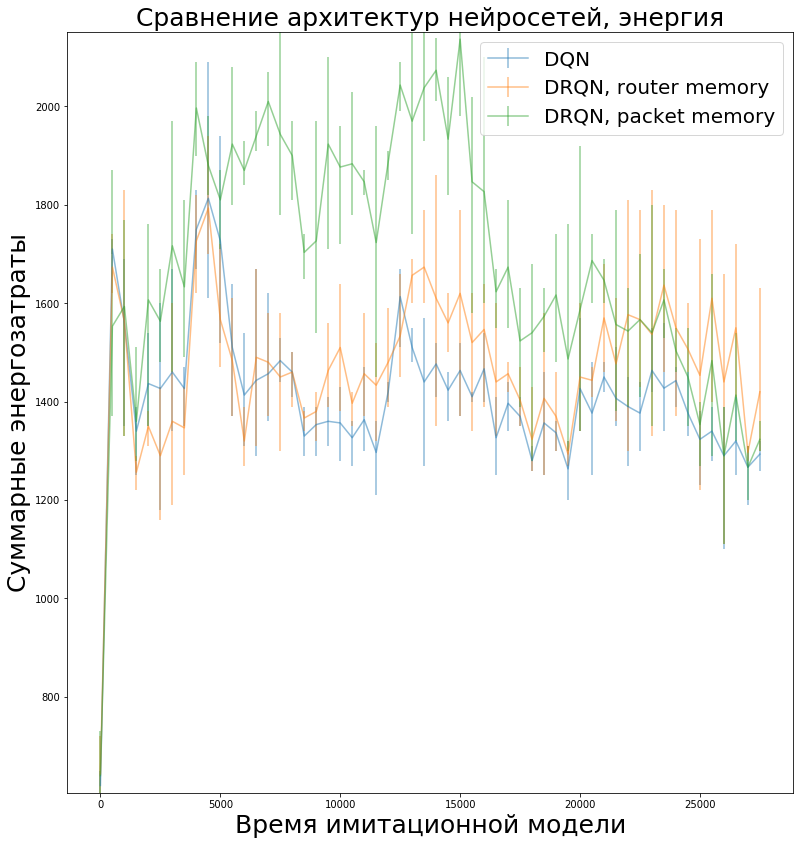 Сравнение архитектур нейросетей, энергия
DQN
DRQN, router memory
DRQN, packet memory
Суммарные энергозатраты
2000
1800
1600
1400
1200
1000
800
0
5000
10000
15000
20000
25000
Время имитационной модели